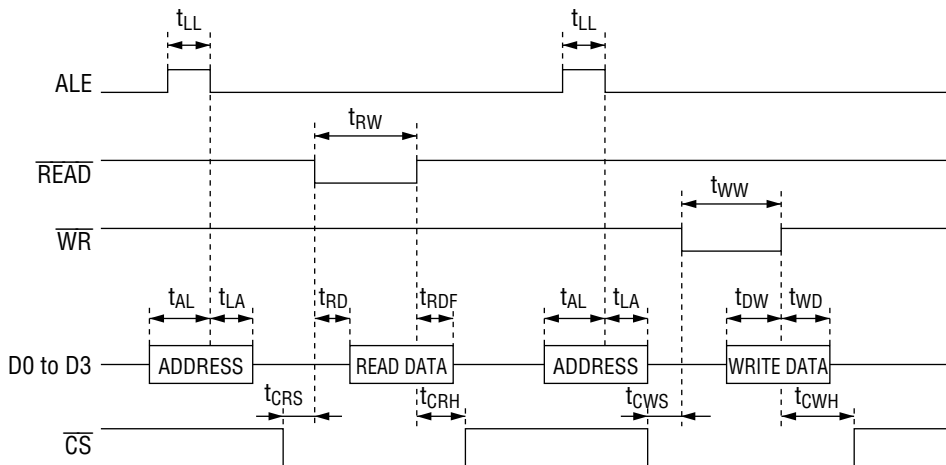 tLL tLL
ALE
tRW
READ
tWW
WR
tAL tLA tRD tRDF tAL tLA tDW tWD
D0 to D3 ADDRESS READ DATA ADDRESS WRITE DATA
tCRS tCRH tCWS tCWH
CS